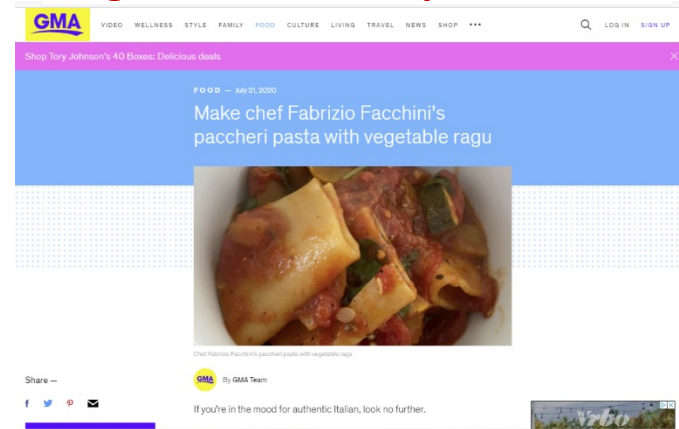 GMA VIDEO WELLNESS STYLE FAMILY FOOD CULTURE LIVING TRAVEL NEWS SHOP ••• LOG IN SIGN UP
Shop Tory Johnson's 40 Boxes: Delicious deals
FOOD — July 21, 2020
Make chef Fabrizio Facchini's
paccheri pasta with vegetable ragu
Chef Fabrizio Facchini's paccheri pasta with vegetable ragu
GMA By GMA Team
Share —
If you're in the mood for authentic Italian, look no further.
Vrbo